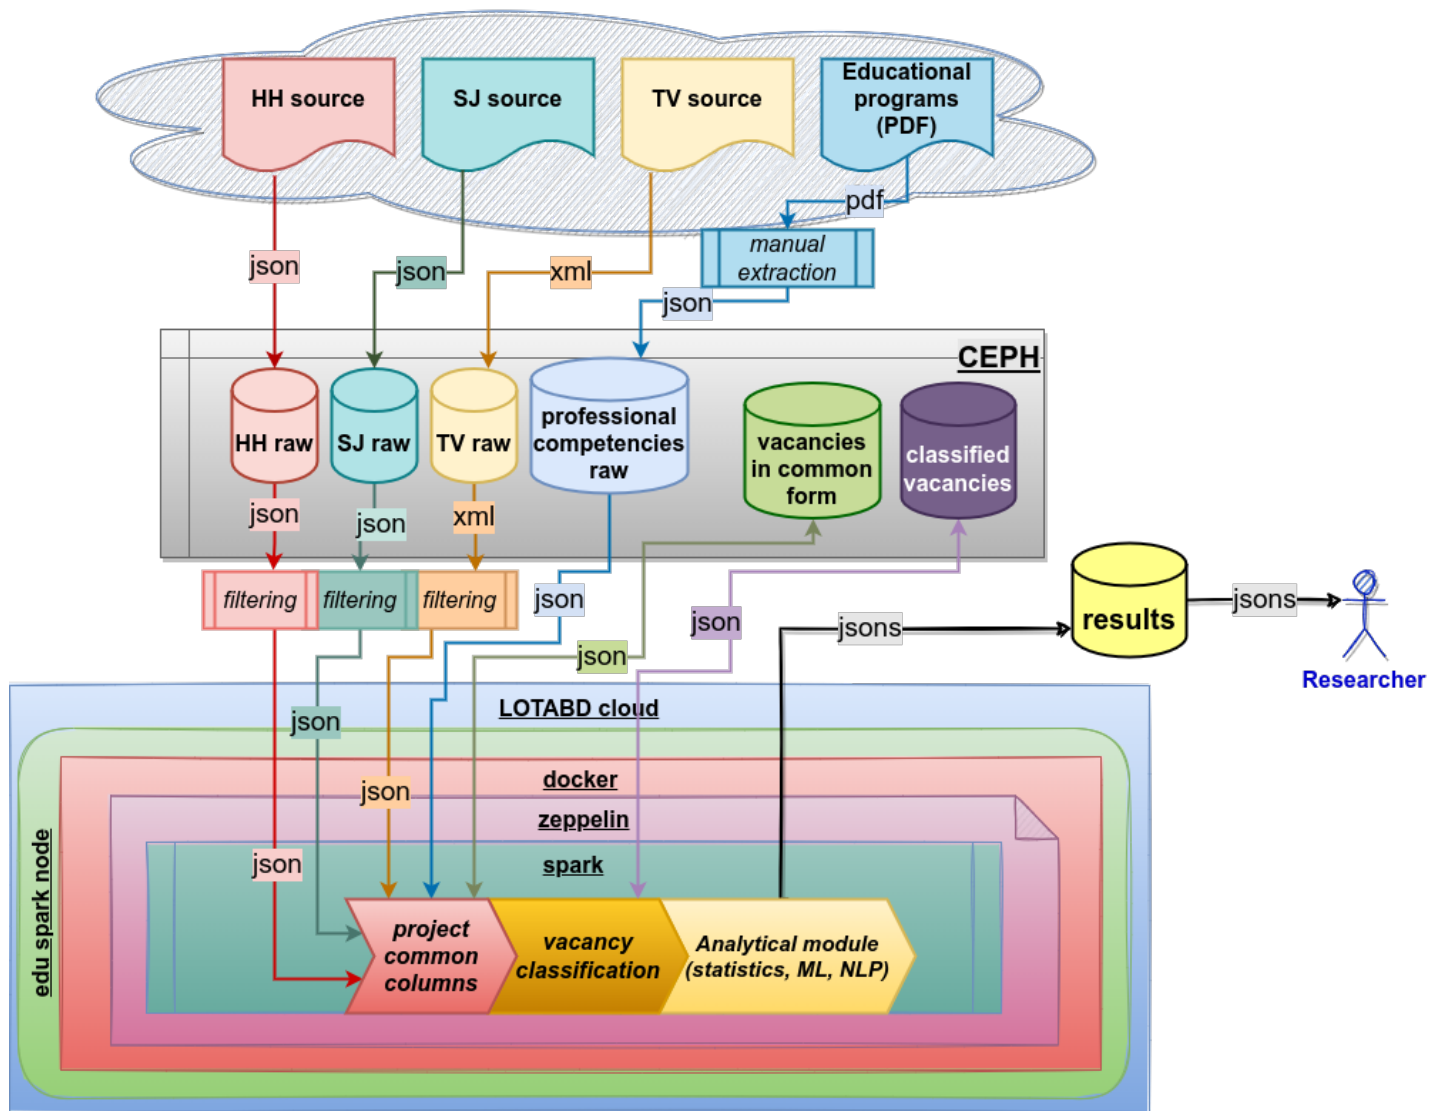 HH source
SJ source
TV source
Educational
programs
(PDF)
pdf
manual
extraction
json
json
xml
json
CEPH
HH raw
SJ raw
TV raw
professional
competencies
raw
vacancies
in common
form
classified
vacancies
json
json
xml
filtering
filtering
filtering
json
json
json
jsons
results
jsons
Researcher
LOTABD cloud
json
docker
json
zeppelin
edu spark node
spark
json
project
common
columns
vacancy
classification
Analytical module
(statistics, ML, NLP)